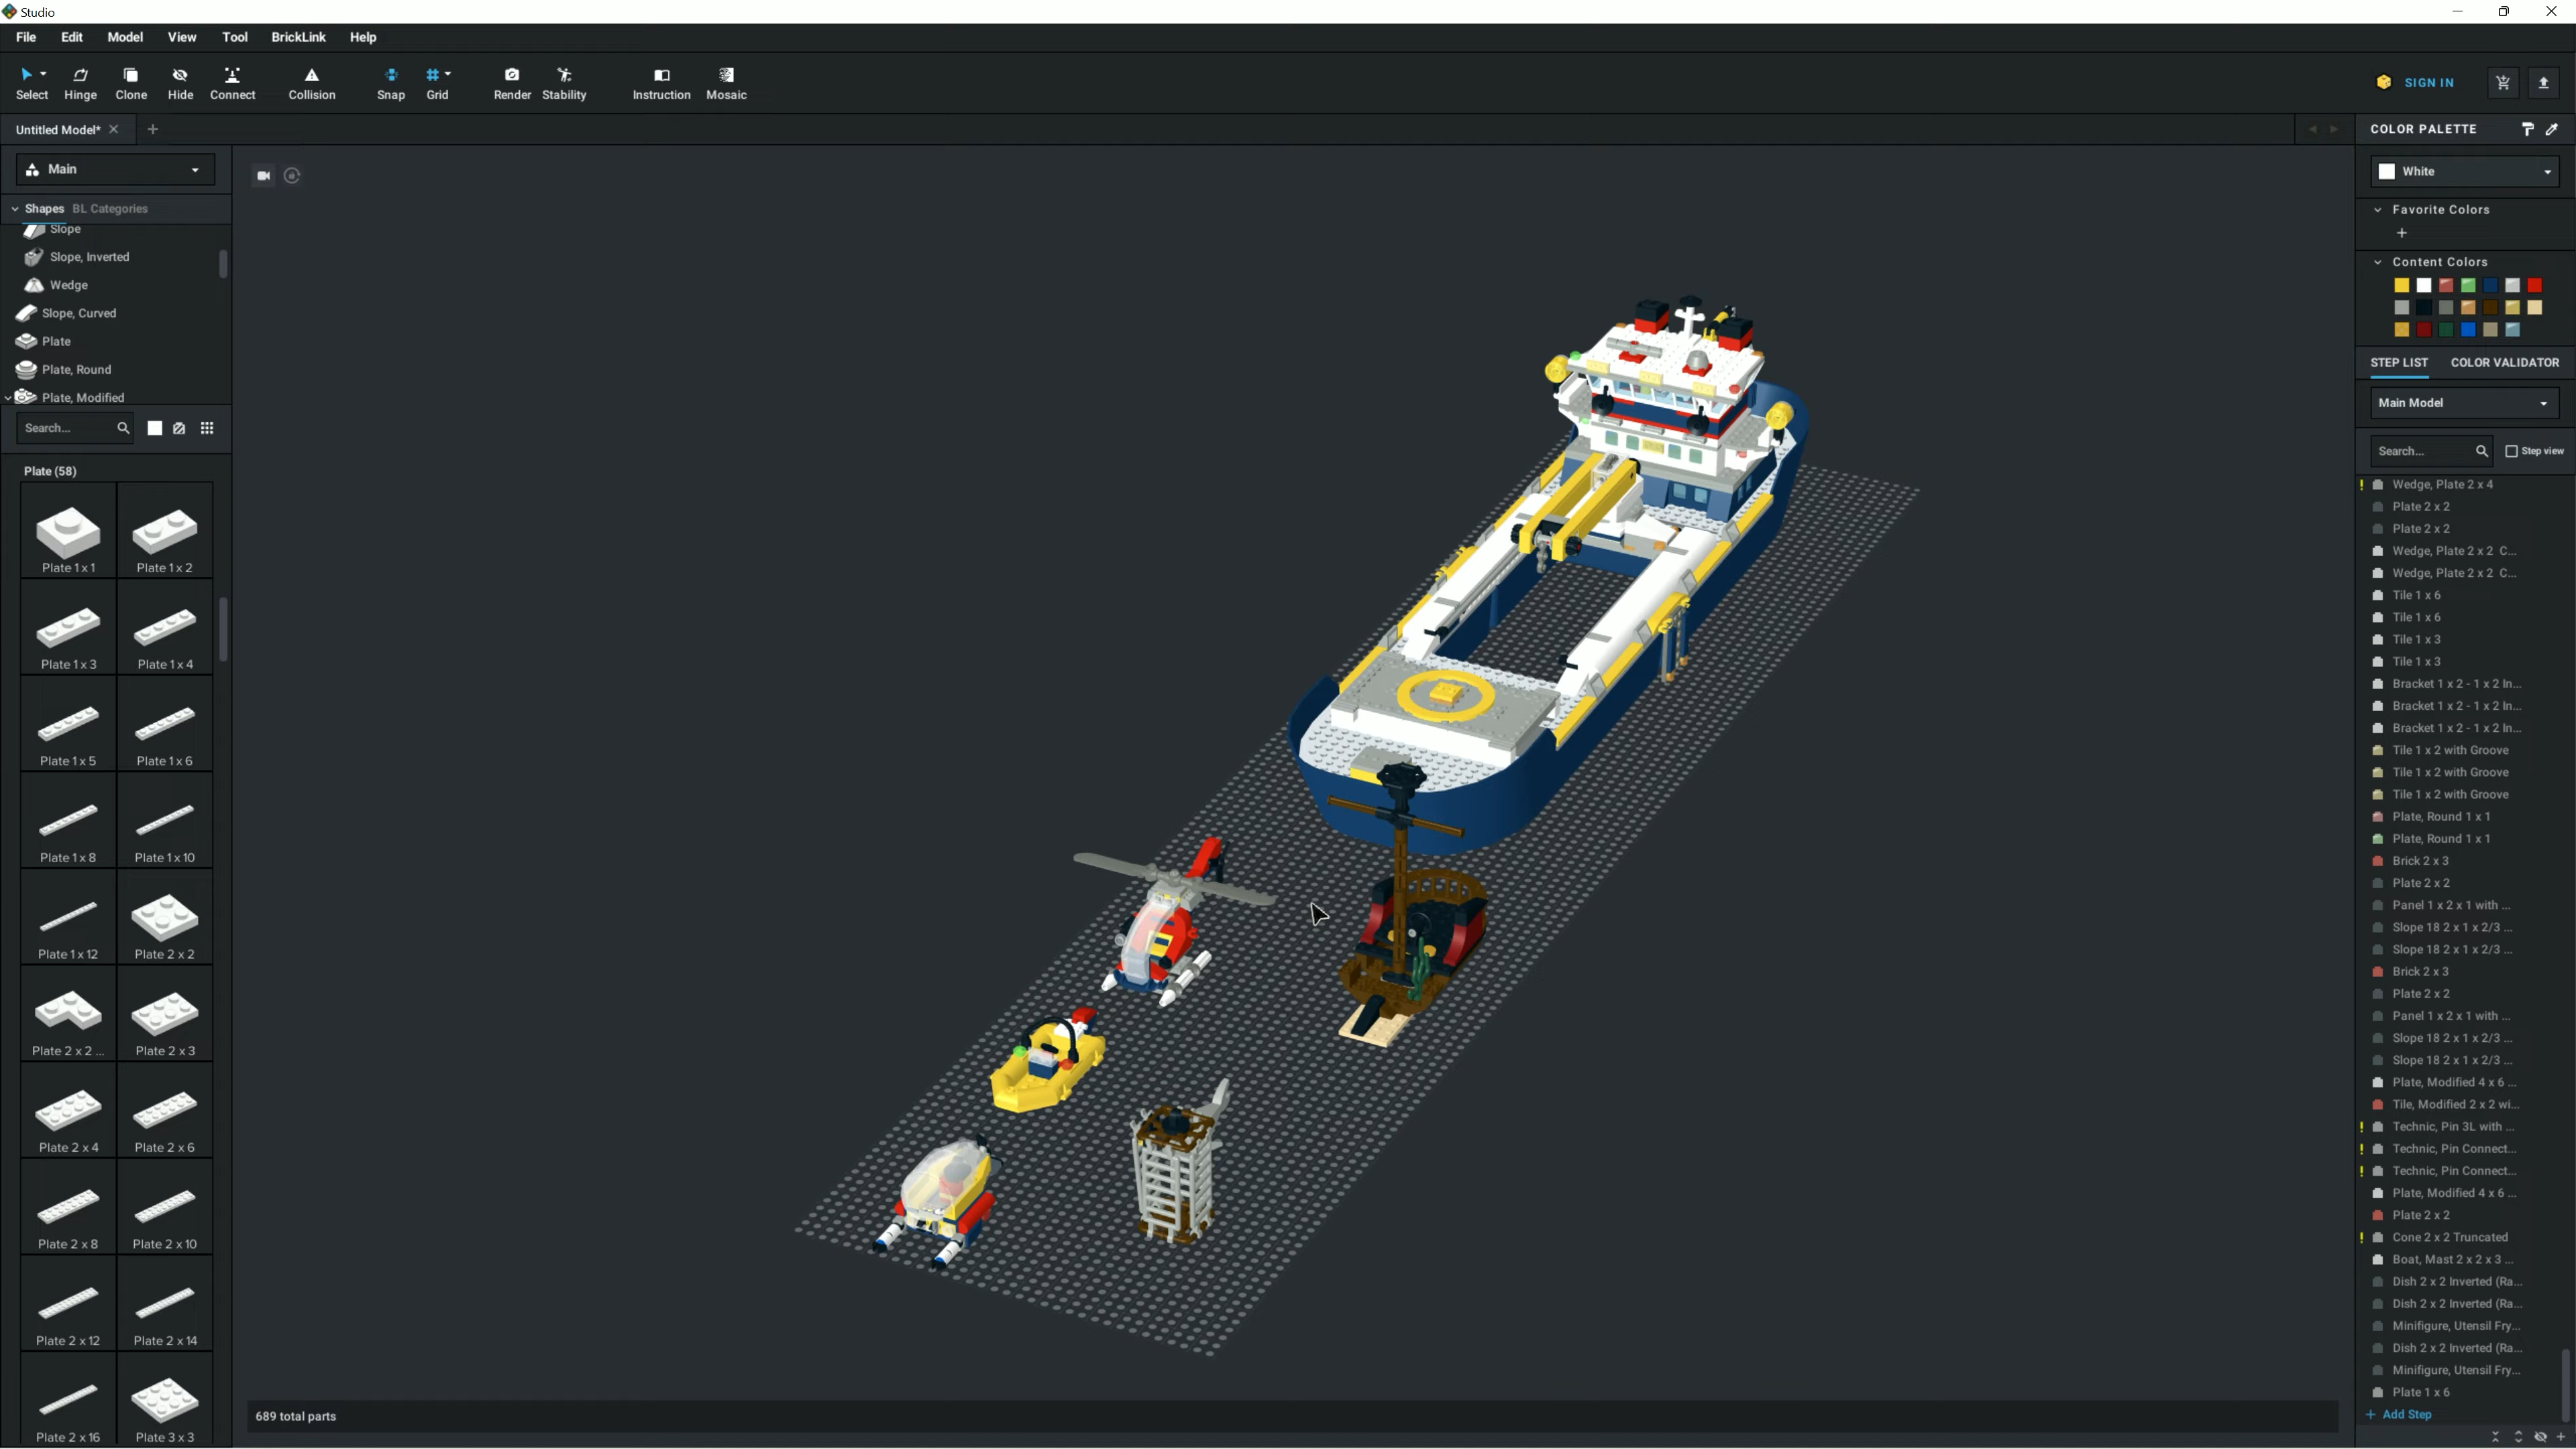 Studio
File Edit Model View Tool BrickLink Help
Select Hinge Clone Hide Connect Collision Snap Grid Render Stability Instruction Mosaic
SIGN IN
Untitled Model*
Main
Shapes BL Categories
Slope
Slope, Inverted
Wedge
Slope, Curved
Plate
Plate, Round
Plate, Modified
Search...
Plate (58)
Plate 1 x 1 Plate 1 x 2
Plate 1 x 3 Plate 1 x 4
Plate 1 x 5 Plate 1 x 6
Plate 1 x 8 Plate 1 x 10
Plate 1 x 12 Plate 2 x 2
Plate 2 x 2 ... Plate 2 x 3
Plate 2 x 4 Plate 2 x 6
Plate 2 x 8 Plate 2 x 10
Plate 2 x 12 Plate 2 x 14
Plate 2 x 16 Plate 3 x 3
689 total parts
COLOR PALETTE
White
Favorite Colors
Content Colors
STEP LIST COLOR VALIDATOR
Main Model
Search... Step view
Wedge, Plate 2 x 4
Plate 2 x 2
Plate 2 x 2
Wedge, Plate 2 x 2 C...
Wedge, Plate 2 x 2 C...
Tile 1 x 6
Tile 1 x 6
Tile 1 x 3
Tile 1 x 3
Bracket 1 x 2 - 1 x 2 In...
Bracket 1 x 2 - 1 x 2 In...
Bracket 1 x 2 - 1 x 2 In...
Tile 1 x 2 with Groove
Tile 1 x 2 with Groove
Tile 1 x 2 with Groove
Plate, Round 1 x 1
Plate, Round 1 x 1
Brick 2 x 3
Plate 2 x 2
Panel 1 x 2 x 1 with ...
Slope 18 2 x 1 x 2/3 ...
Slope 18 2 x 1 x 2/3 ...
Brick 2 x 3
Plate 2 x 2
Panel 1 x 2 x 1 with ...
Slope 18 2 x 1 x 2/3 ...
Slope 18 2 x 1 x 2/3 ...
Plate, Modified 4 x 6 ...
Tile, Modified 2 x 2 wi...
Technic, Pin 3L with ...
Technic, Pin Connect...
Technic, Pin Connect...
Plate, Modified 4 x 6 ...
Plate 2 x 2
Cone 2 x 2 Truncated
Boat, Mast 2 x 2 x 3 ...
Dish 2 x 2 Inverted (Ra...
Dish 2 x 2 Inverted (Ra...
Minifigure, Utensil Fry...
Dish 2 x 2 Inverted (Ra...
Minifigure, Utensil Fry...
Plate 1 x 6
+ Add Step